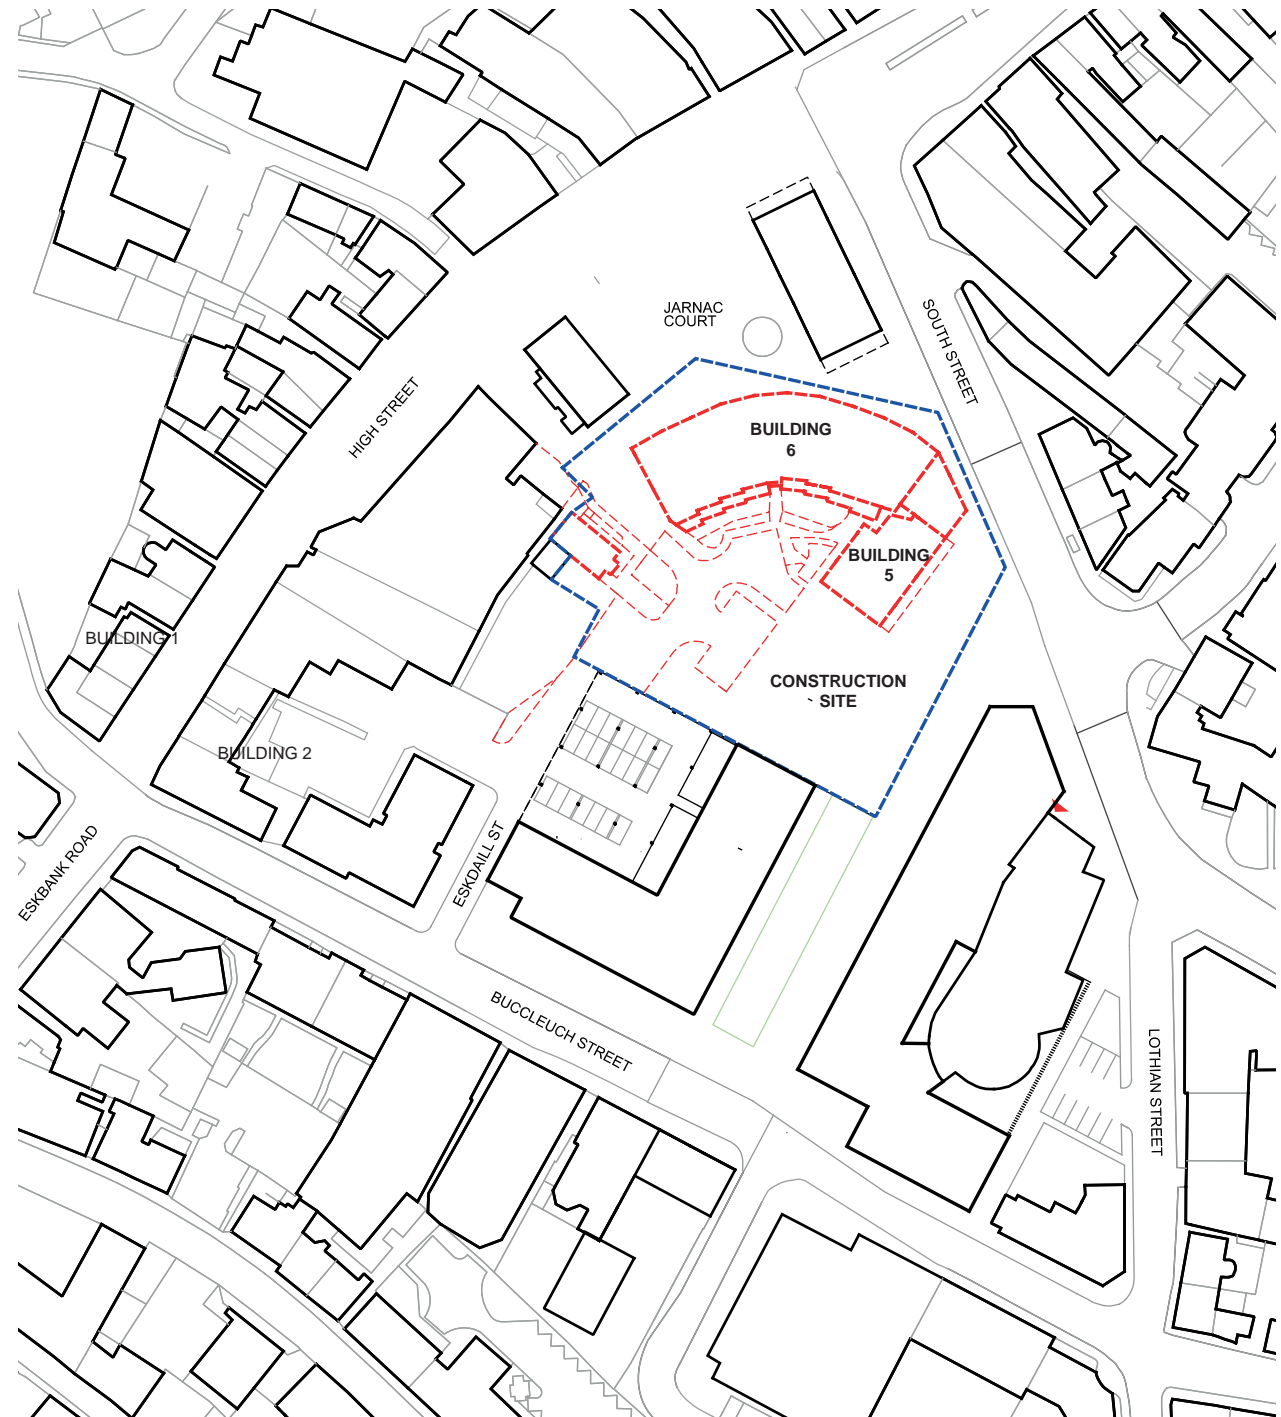 JARNAC
COURT
SOUTH STREET
HIGH STREET
BUILDING
6
BUILDING
5
BUILDING 1
CONSTRUCTION
SITE
BUILDING 2
ESKBANK ROAD
ESKDAILL ST
BUCCLEUCH STREET
LOTHIAN STREET